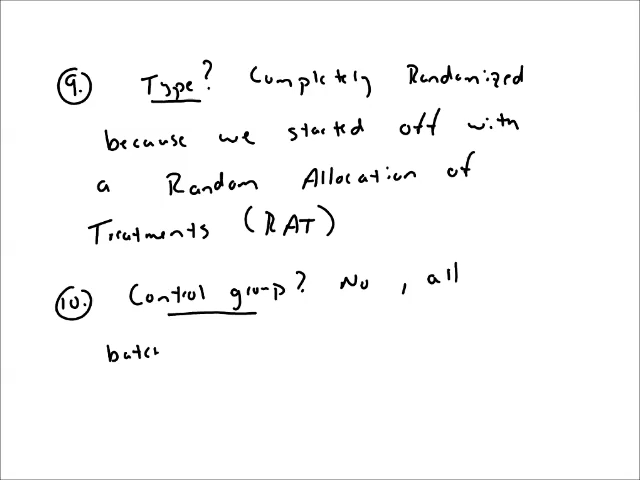 9. Type? Completely Randomized
because we started off with
a Random Allocation of
Treatments (RAT)
10. Control group? No, all
batch